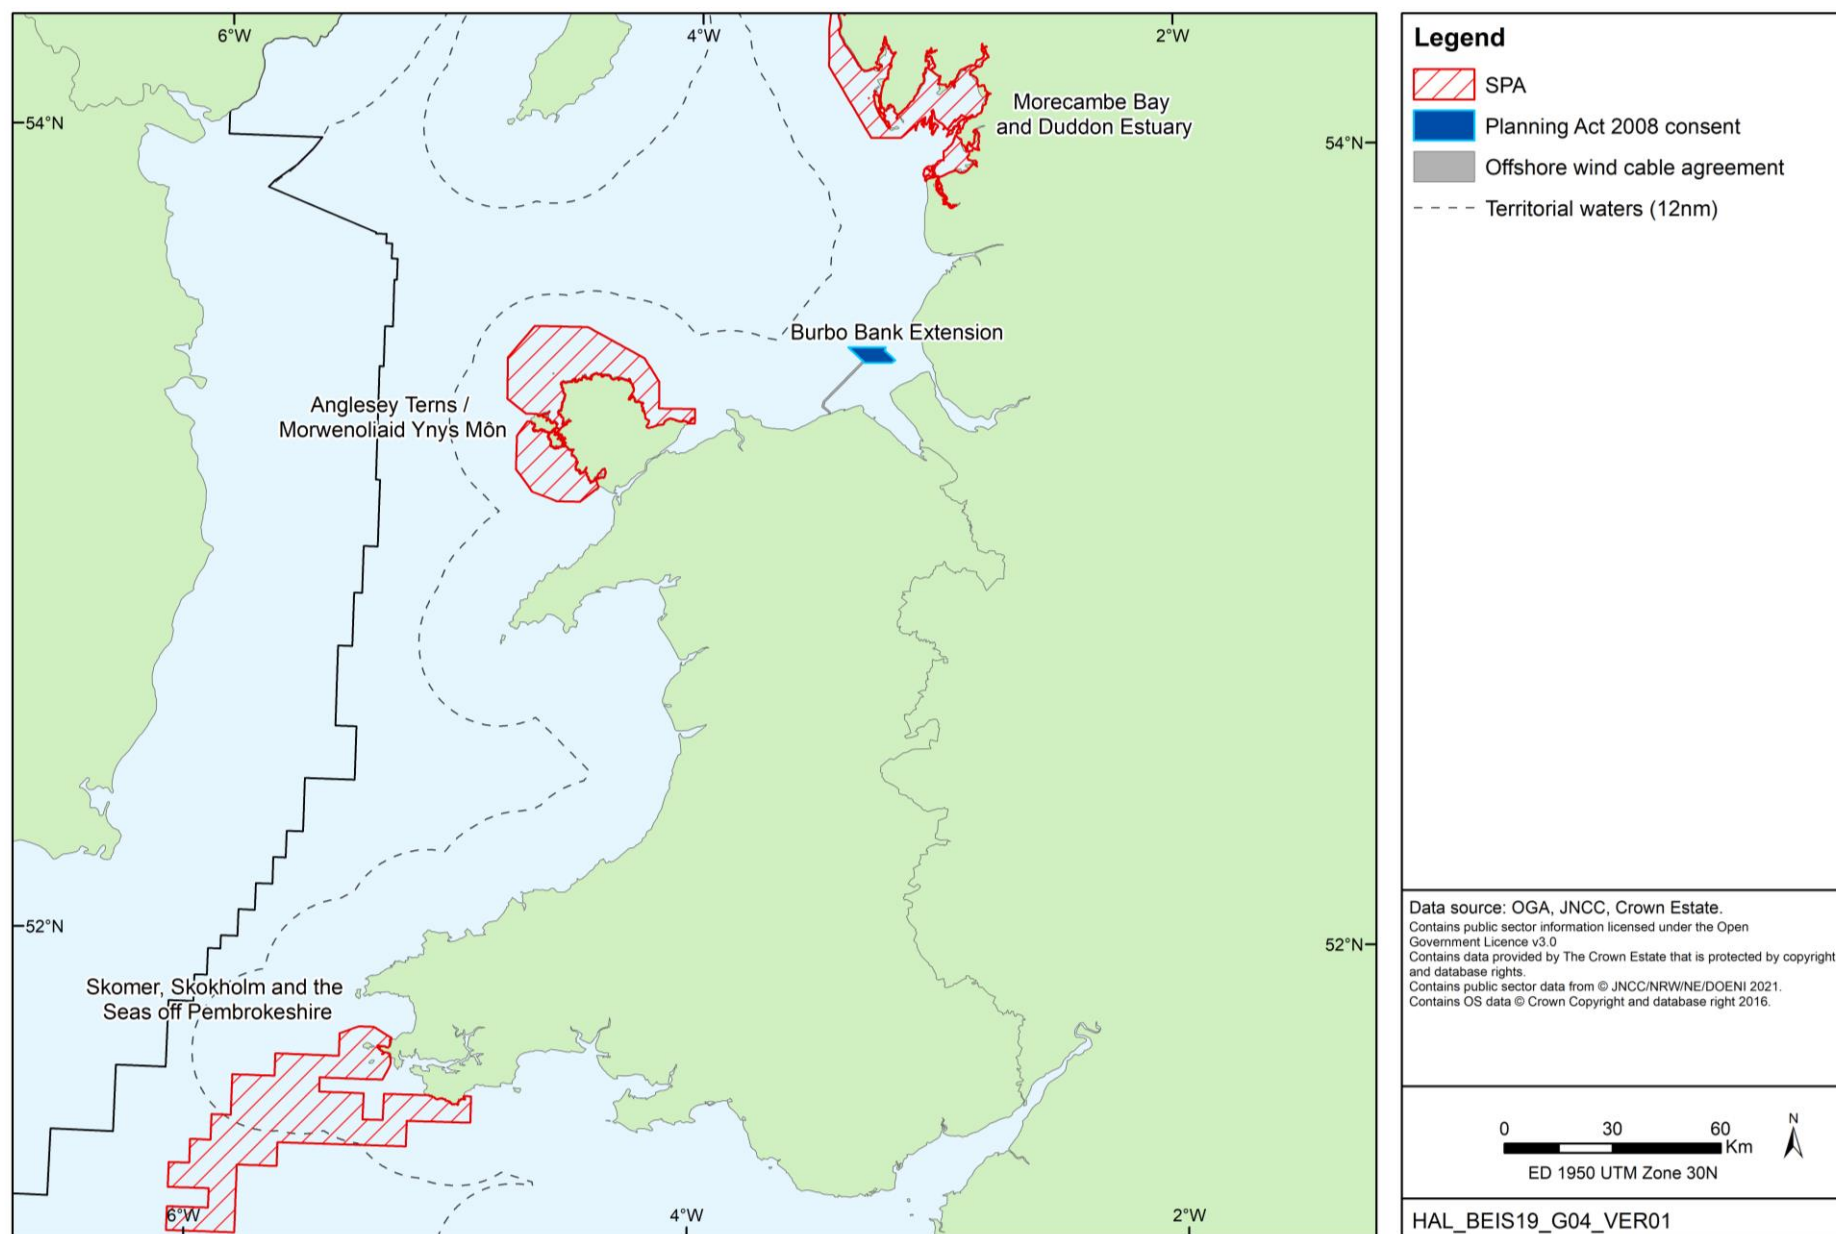 6°W
4°W
2°W
54°N
54°N
Morecambe Bay
and Duddon Estuary
Burbo Bank Extension
Anglesey Terns /
Morwenoliaid Ynys Môn
52°N
52°N
Skomer, Skokholm and the
Seas off Pembrokeshire
6°W
4°W
2°W
Legend
SPA
Planning Act 2008 consent
Offshore wind cable agreement
Territorial waters (12nm)
Data source: OGA, JNCC, Crown Estate.
Contains public sector information licensed under the Open
Government Licence v3.0
Contains data provided by The Crown Estate that is protected by copyright
and database rights.
Contains public sector data from © JNCC/NRW/NE/DOENI 2021.
Contains OS data © Crown Copyright and database right 2016.
0 30 60
Km
N
ED 1950 UTM Zone 30N
HAL_BEIS19_G04_VER01